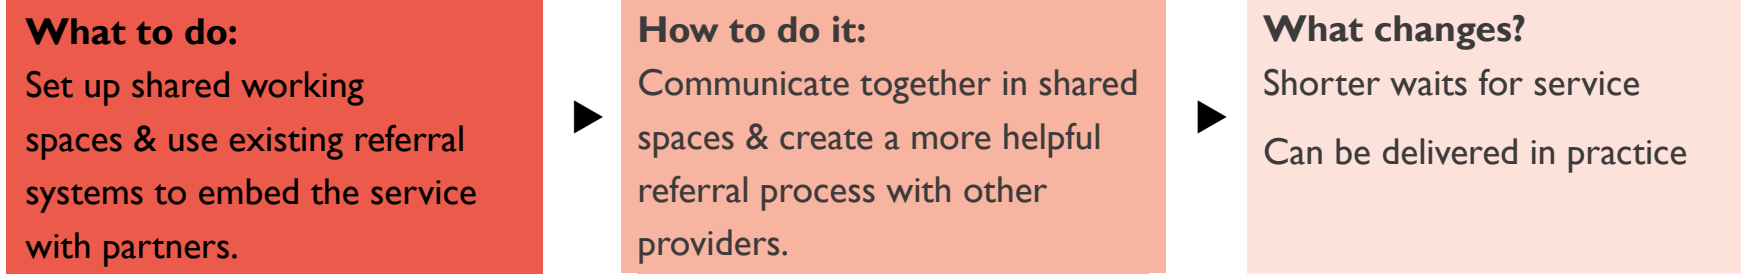 What to do:
Set up shared working
spaces & use existing referral
systems to embed the service
with partners.
How to do it:
Communicate together in shared
spaces & create a more helpful
referral process with other
providers.
What changes?
Shorter waits for service
Can be delivered in practice